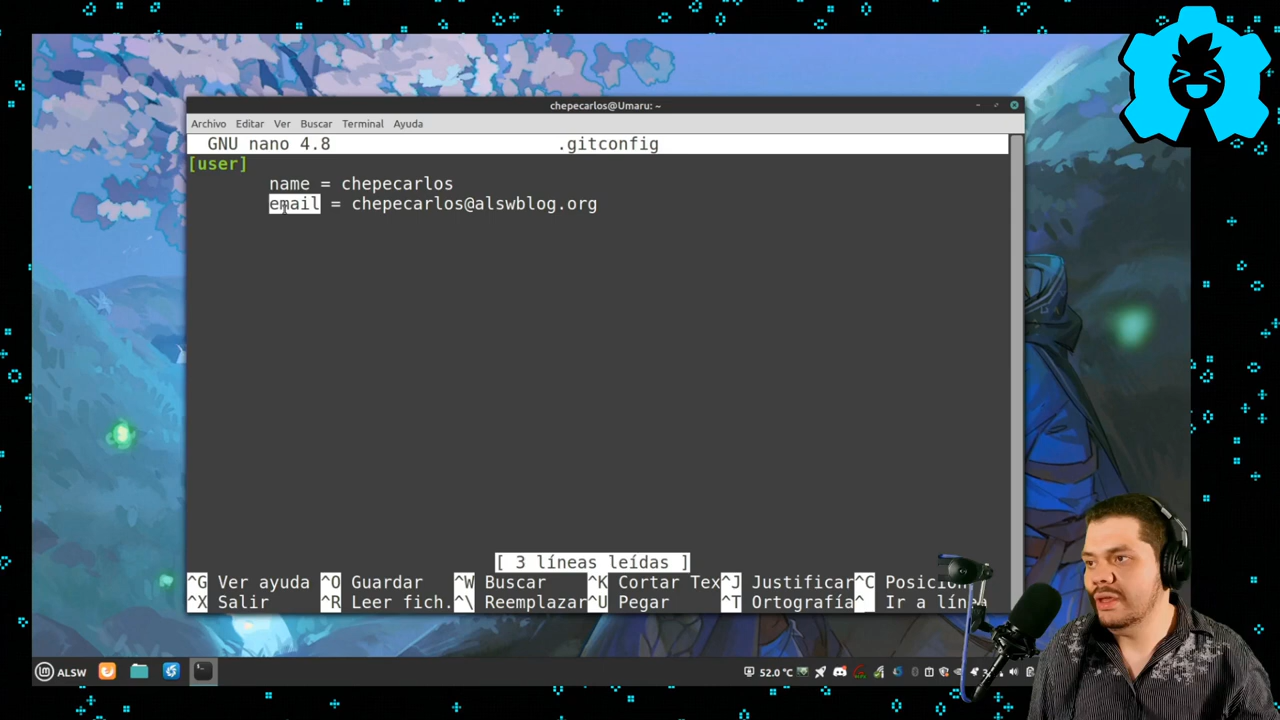 chepecarlos@Umaru: ~
Archivo Editar Ver Buscar Terminal Ayuda
GNU nano 4.8 .gitconfig
[user]
name = chepecarlos
email = chepecarlos@alswblog.org
[ 3 líneas leídas ]
^G Ver ayuda ^O Guardar ^W Buscar ^K Cortar Tex^J Justificar^C Posición
^X Salir ^R Leer fich.^\ Reemplazar^U Pegar ^T Ortografía^_ Ir a línea
ALSW 52.0 °C